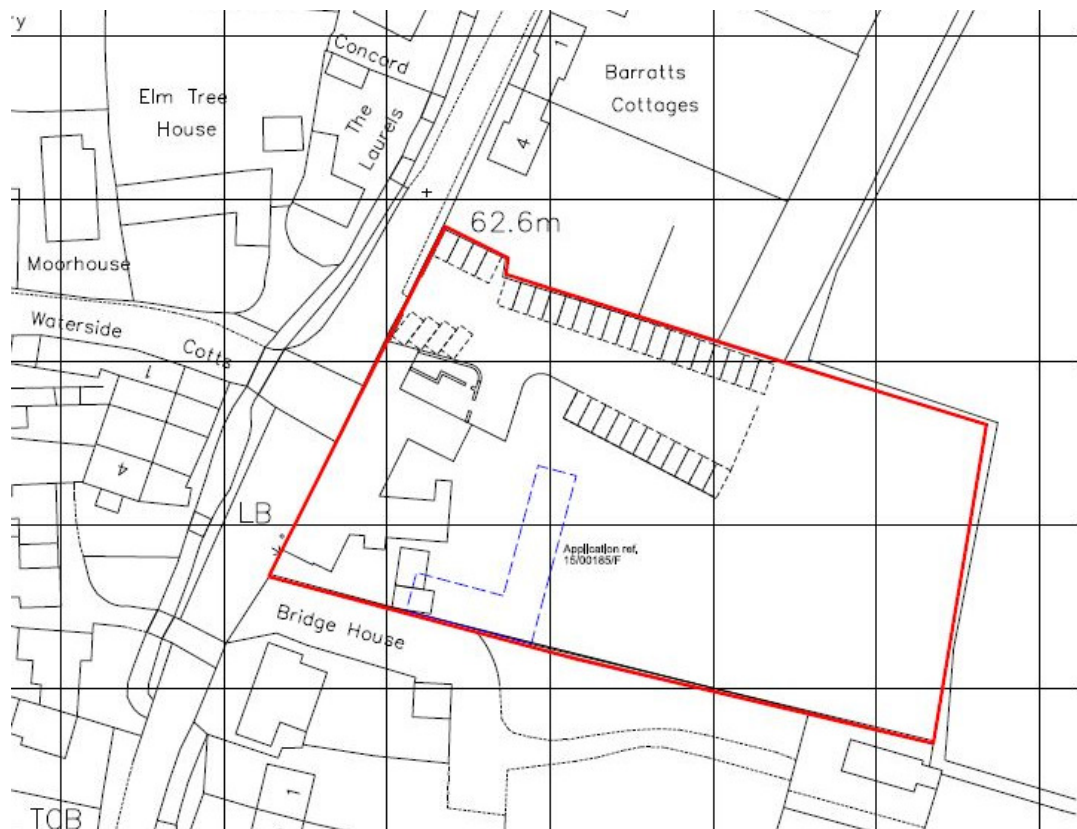 y
Concord
Barratts
Cottages
1
Elm Tree
House
The
Laurels
4
62.6m
Moorhouse
Waterside
Cotts
1
4
LB
Application ref.
15/00185/F
Bridge House
1
TCB